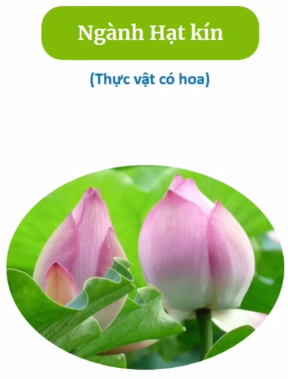 Ngành Hạt kín
(Thực vật có hoa)